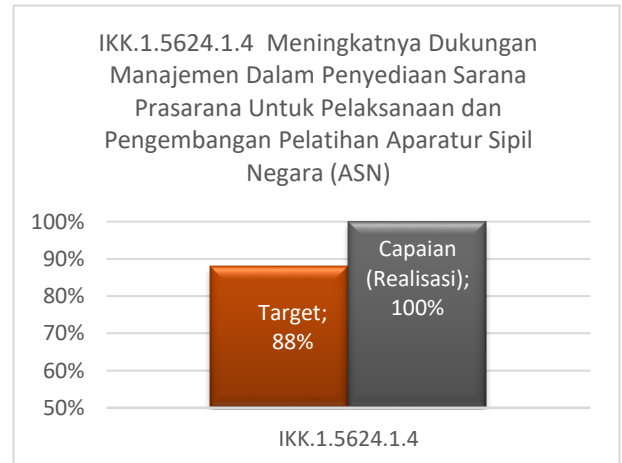 IKK.1.5624.1.4 Meningkatnya Dukungan
Manajemen Dalam Penyediaan Sarana
Prasarana Untuk Pelaksanaan dan
Pengembangan Pelatihan Aparatur Sipil
Negara (ASN)
100%
90%
80%
70%
60%
50%
Target;
88%
Capaian
(Realisasi);
100%
IKK.1.5624.1.4